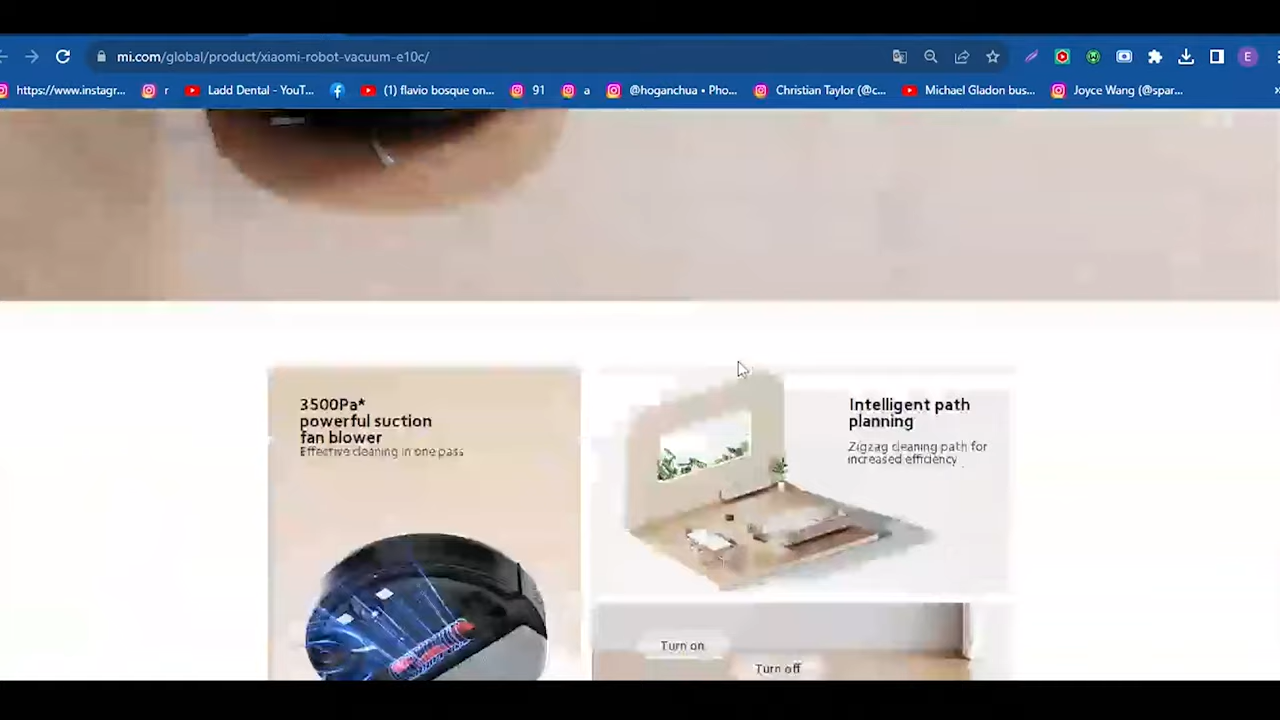 mi.com/global/product/xiaomi-robot-vacuum-e10c/
E
https://www.instagr...
r
Ladd Dental - YouT...
(1) flavio bosque on...
91
a
@hoganchua • Pho...
Christian Taylor (@c...
Michael Gladon bus...
Joyce Wang (@spar...
3500Pa*
powerful suction
fan blower
Effective cleaning in one pass
Intelligent path
planning
Zigzag cleaning path for
increased efficiency
Turn on
Turn off